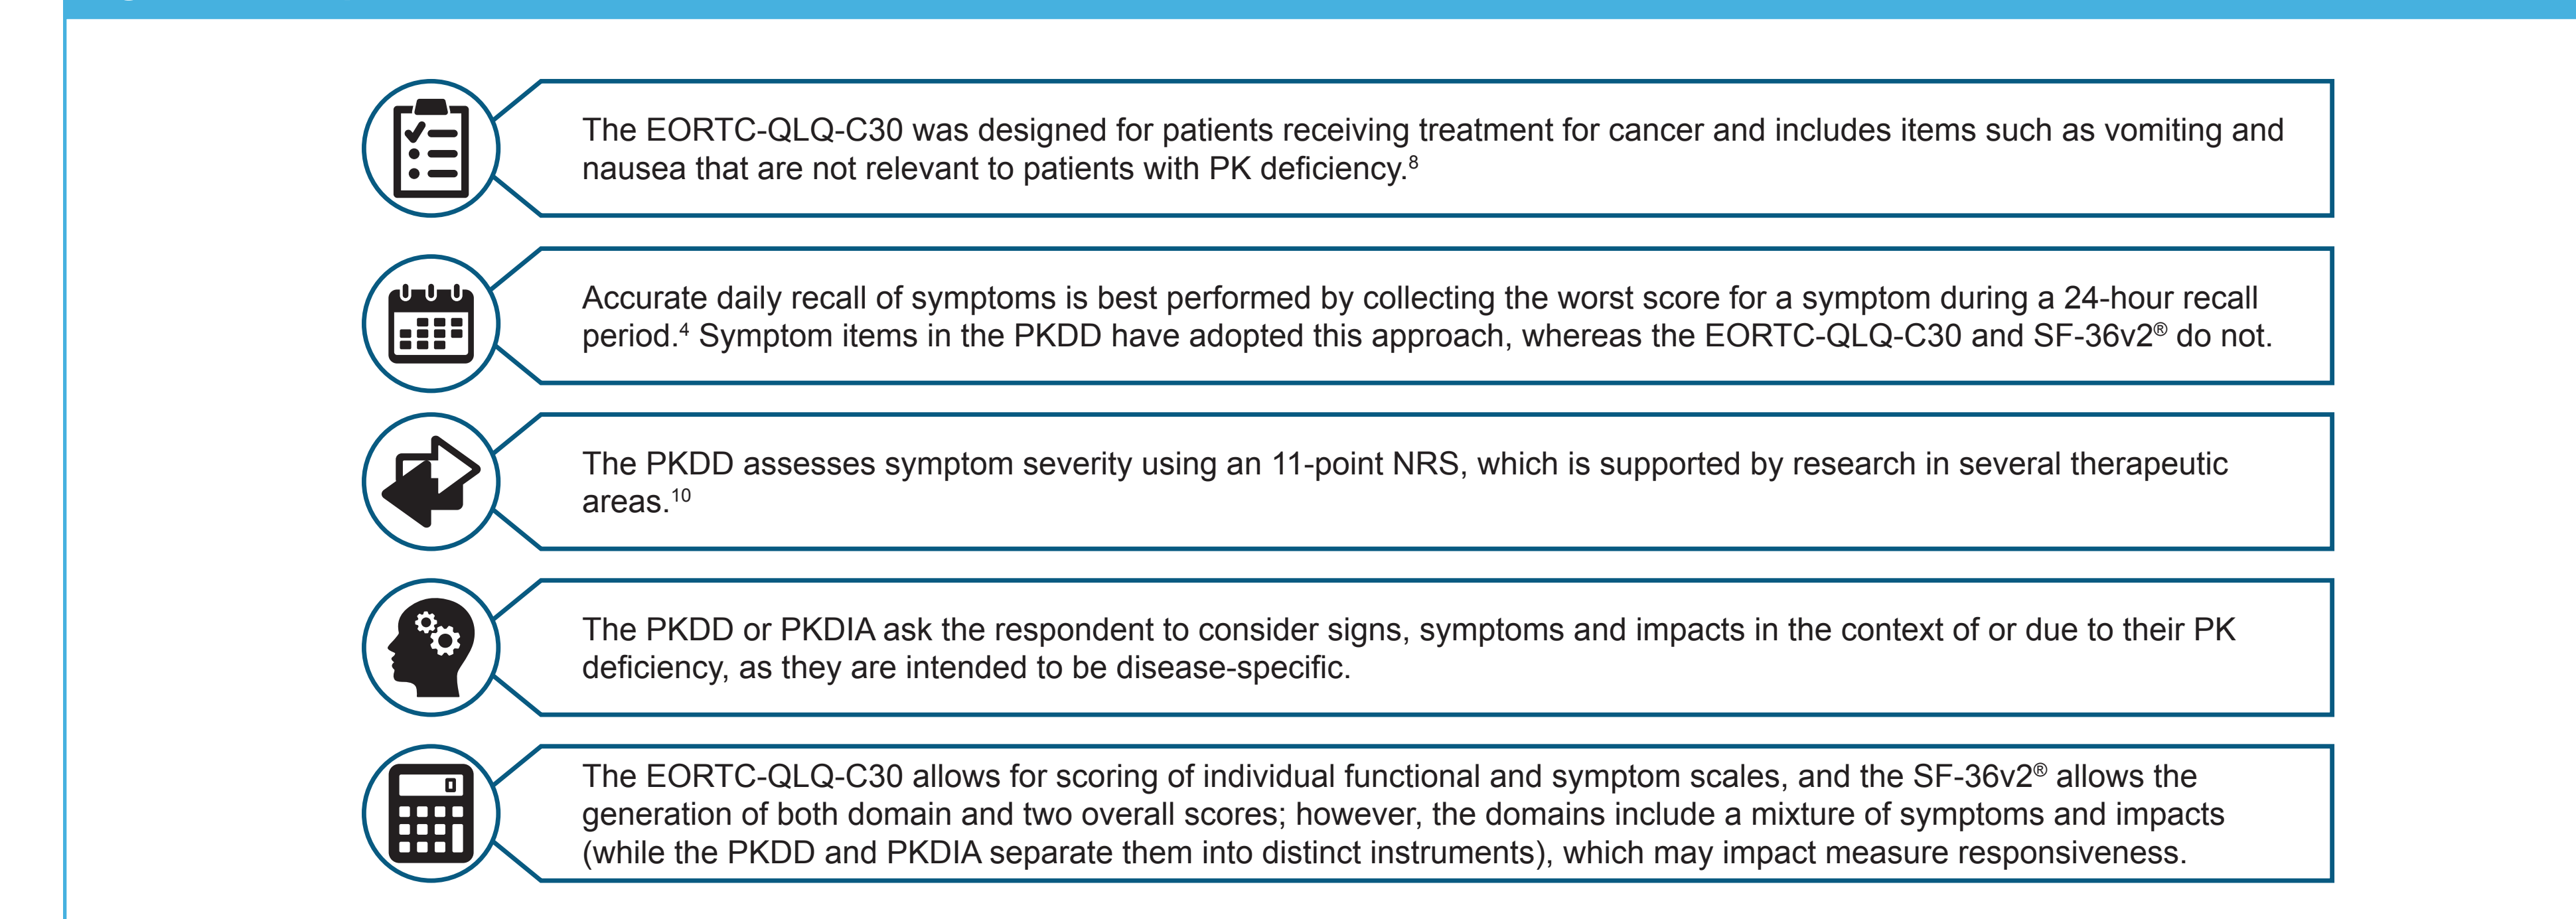 The EORTC-QLQ-C30 was designed for patients receiving treatment for cancer and includes items such as vomiting and
nausea that are not relevant to patients with PK deficiency.⁸
Accurate daily recall of symptoms is best performed by collecting the worst score for a symptom during a 24-hour recall
period.⁴ Symptom items in the PKDD have adopted this approach, whereas the EORTC-QLQ-C30 and SF-36v2® do not.
The PKDD assesses symptom severity using an 11-point NRS, which is supported by research in several therapeutic
areas.¹⁰
The PKDD or PKDIA ask the respondent to consider signs, symptoms and impacts in the context of or due to their PK
deficiency, as they are intended to be disease-specific.
The EORTC-QLQ-C30 allows for scoring of individual functional and symptom scales, and the SF-36v2® allows the
generation of both domain and two overall scores; however, the domains include a mixture of symptoms and impacts
(while the PKDD and PKDIA separate them into distinct instruments), which may impact measure responsiveness.